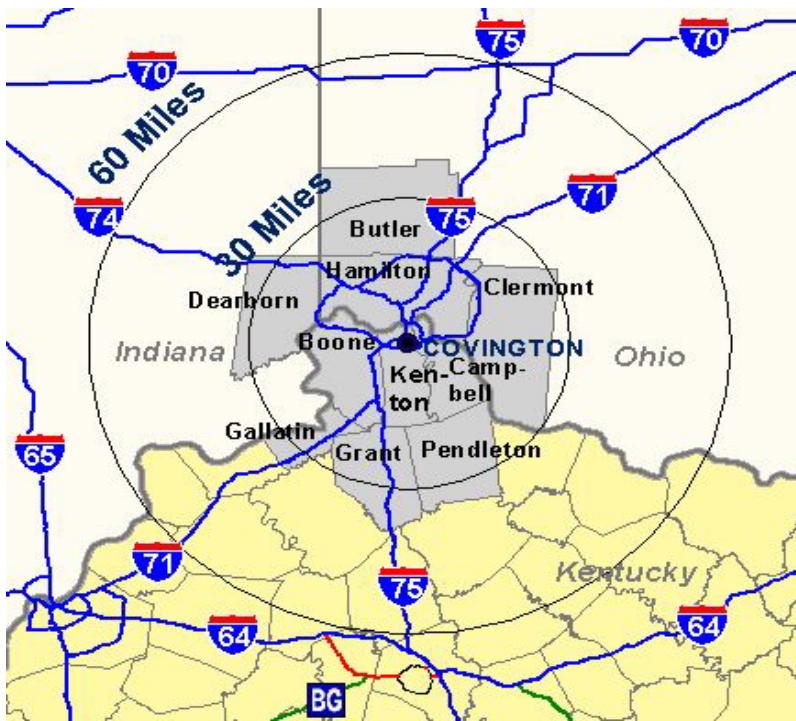 75
70
70
60 Miles
71
74
75
30 Miles
Butler
Hamilton
Clermont
Dearborn
Indiana
Boone
COVINGTON
Ohio
Ken-
ton
Camp-
bell
Gallatin
Grant
Pendleton
65
71
75
Kentucky
64
64
BG